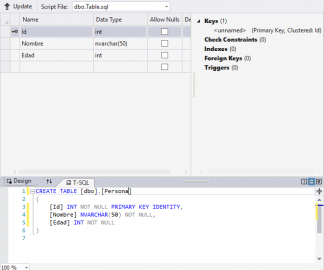 Update Script File: dbo.Table.sql
Name Data Type Allow Nulls De
Id int
Nombre nvarchar(50)
Edad int
Keys (1)
<unnamed> (Primary Key, Clustered: Id)
Check Constraints (0)
Indexes (0)
Foreign Keys (0)
Triggers (0)
Design T-SQL
1 CREATE TABLE [dbo].[Persona]
2 (
3 [Id] INT NOT NULL PRIMARY KEY IDENTITY,
4 [Nombre] NVARCHAR(50) NOT NULL,
5 [Edad] INT NOT NULL
6 )
7
100 %